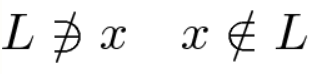 L ∌ x x ∉ L